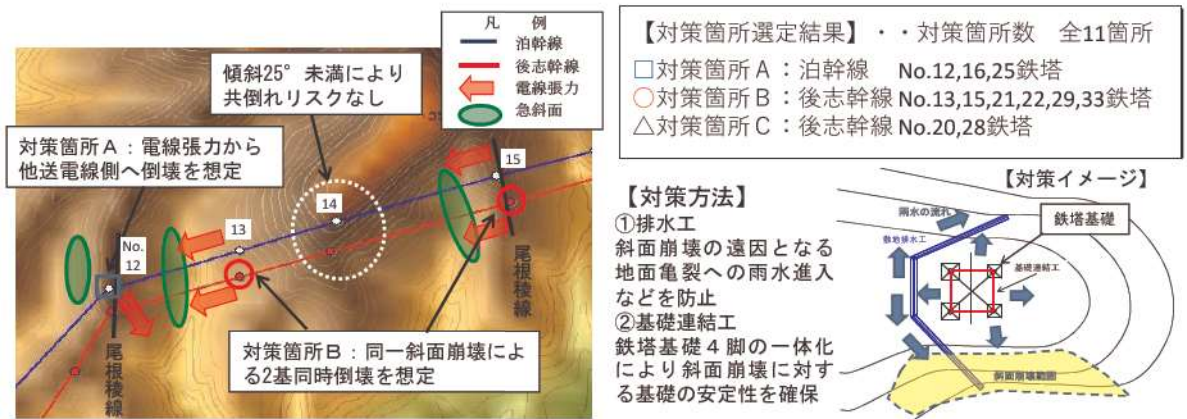 凡 例
泊幹線
後志幹線
電線張力
急斜面
傾斜25°未満により
共倒れリスクなし
対策箇所A:電線張力から
他送電線側へ倒壊を想定
No.
12
13
14
15
尾根稜線
尾根稜線
対策箇所B:同一斜面崩壊によ
る2基同時倒壊を想定
【対策箇所選定結果】・・対策箇所数 全11箇所
□対策箇所A:泊幹線 No.12,16,25鉄塔
○対策箇所B:後志幹線 No.13,15,21,22,29,33鉄塔
△対策箇所C:後志幹線 No.20,28鉄塔
【対策方法】
①排水工
斜面崩壊の遠因となる
地面亀裂への雨水進入
などを防止
②基礎連結工
鉄塔基礎4脚の一体化
により斜面崩壊に対す
る基礎の安定性を確保
【対策イメージ】
雨水の流れ
鉄塔基礎
敷地排水工
基礎連結工
斜面崩壊範囲